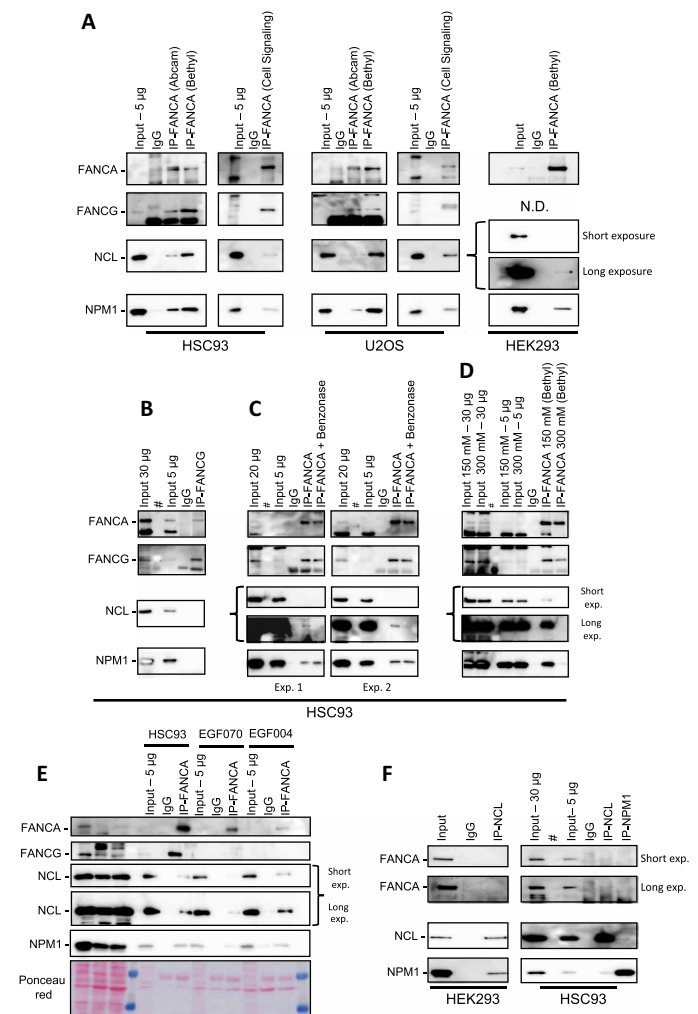 A
Input – 5 µg
IgG
IP-FANCA (Abcam)
IP-FANCA (Bethyl)
Input – 5 µg
IgG
IP-FANCA (Cell Signaling)
Input – 5 µg
IgG
IP-FANCA (Abcam)
IP-FANCA (Bethyl)
Input – 5 µg
IgG
IP-FANCA (Cell Signaling)
Input
IgG
IP-FANCA (Bethyl)
FANCA -
FANCG -
N.D.
NCL -
Short exposure
Long exposure
NPM1 -
HSC93
U2OS
HEK293
B
Input 30 µg
#
Input 5 µg
IgG
IP-FANCG
C
Input 20 µg
#
Input 5 µg
IgG
IP-FANCA
IP-FANCA + Benzonase
Input 20 µg
#
Input 5 µg
IgG
IP-FANCA
IP-FANCA + Benzonase
D
Input 150 mM – 30 µg
Input 300 mM – 30 µg
#
Input 150 mM – 5 µg
Input 300 mM – 5 µg
IgG
IP-FANCA 150 mM (Bethyl)
IP-FANCA 300 mM (Bethyl)
FANCA -
FANCG -
NCL -
Short
exp.
Long
exp.
NPM1 -
Exp. 1
Exp. 2
HSC93
E
HSC93
EGF070
EGF004
Input – 5 µg
IgG
IP-FANCA
Input – 5 µg
IgG
IP-FANCA
Input – 5 µg
IgG
IP-FANCA
FANCA -
FANCG -
NCL -
Short
exp.
NCL -
Long
exp.
NPM1 -
Ponceau
red
F
Input
IgG
IP-NCL
Input – 30 µg
#
Input– 5 µg
IgG
IP-NCL
IP-NPM1
FANCA -
Short exp.
FANCA -
Long exp.
NCL -
NPM1 -
HEK293
HSC93